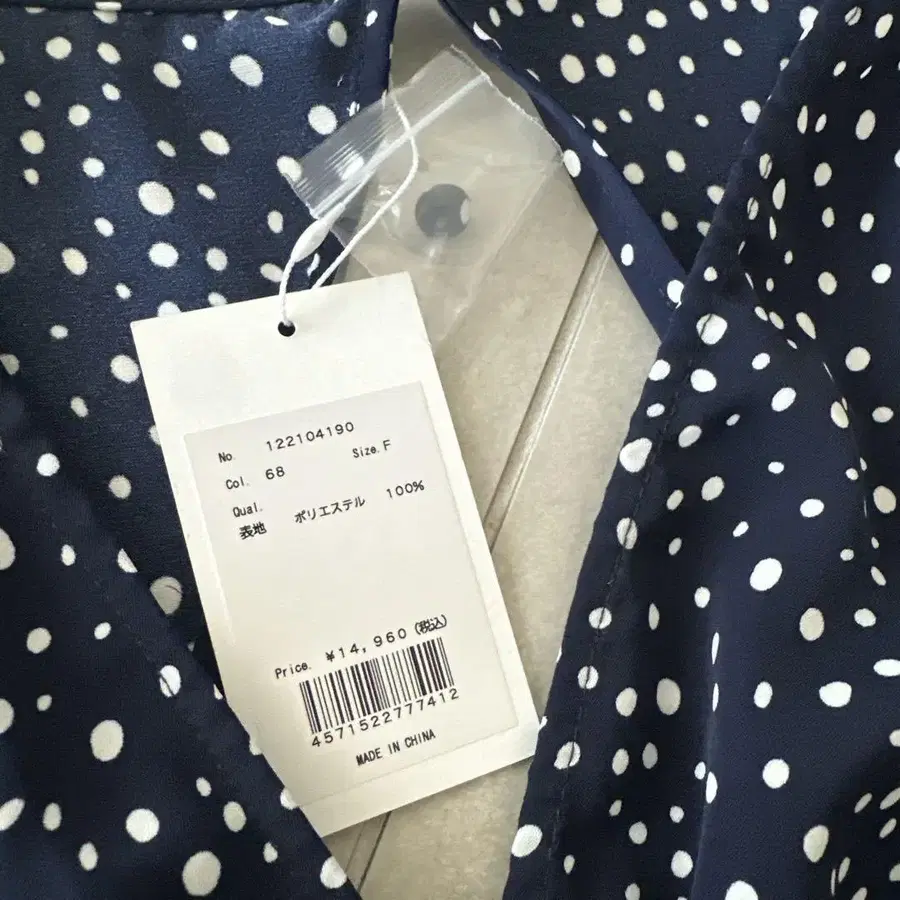 No. 122104190
Col. 68 Size. F
Qual.
表地 ポリエステル 100%
Price. ¥14,960 (税込)
4571522777412
MADE IN CHINA